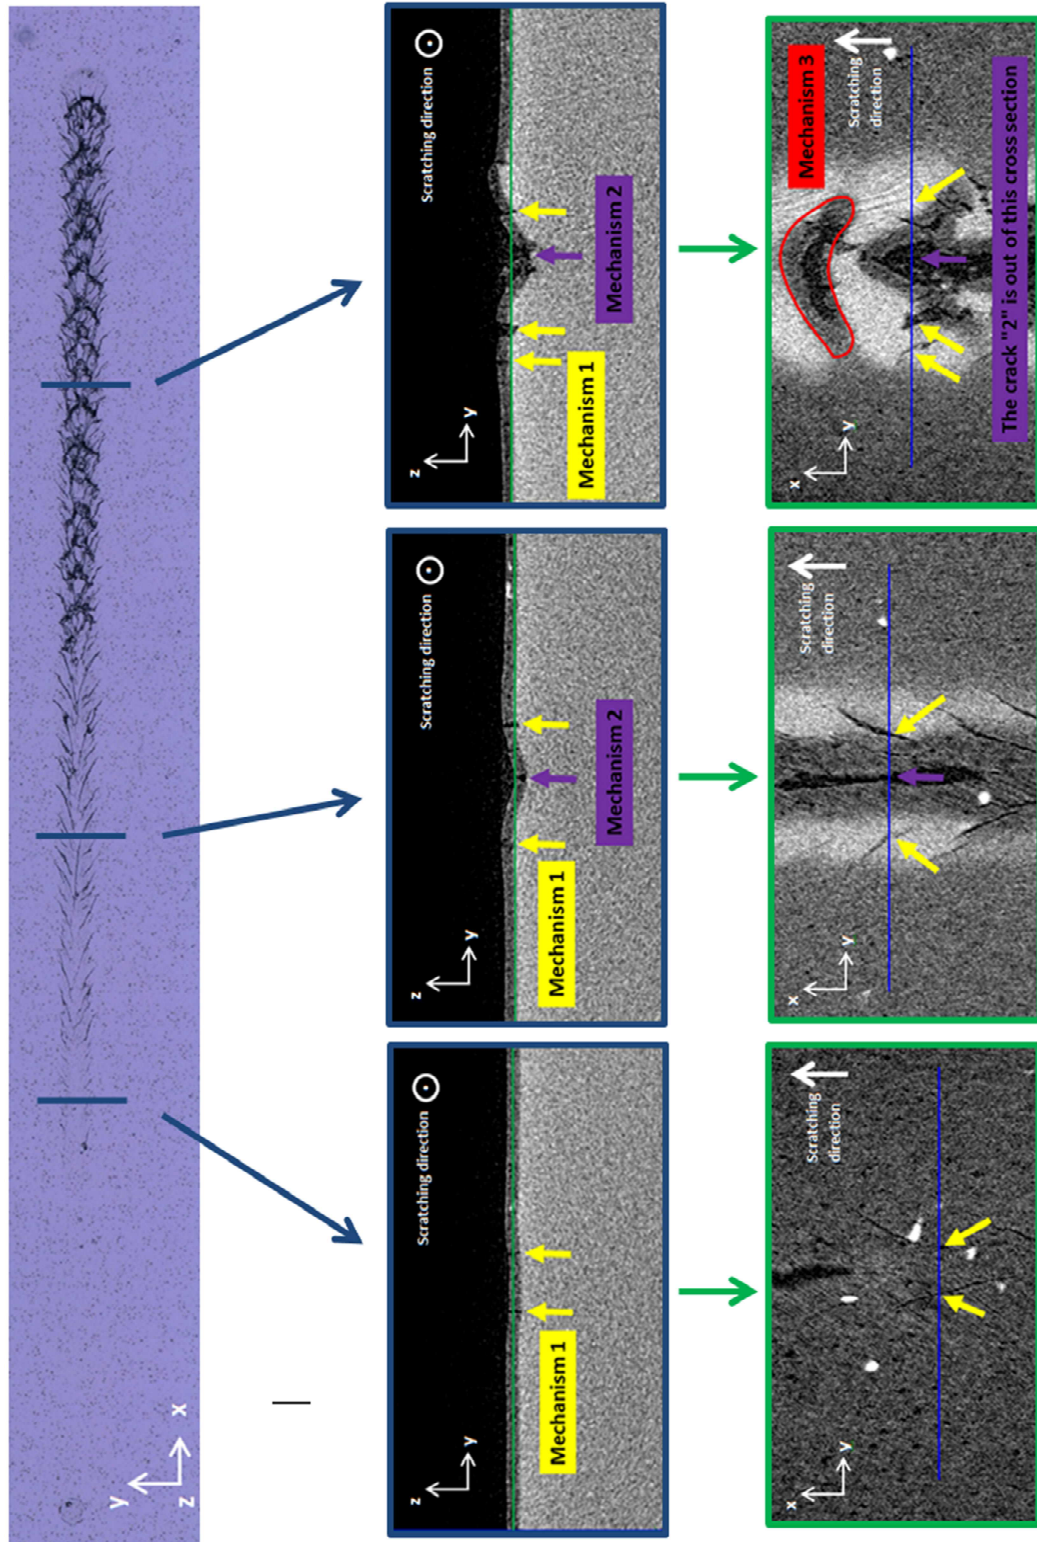 y
x
z
Scratching direction
z
y
Mechanism 1
Scratching direction
z
y
Mechanism 1
Mechanism 2
Scratching direction
z
y
Mechanism 1
Mechanism 2
x
y
Scratching
direction
x
y
Scratching
direction
Mechanism 3
x
y
Scratching
direction
The crack "2" is out of this cross section